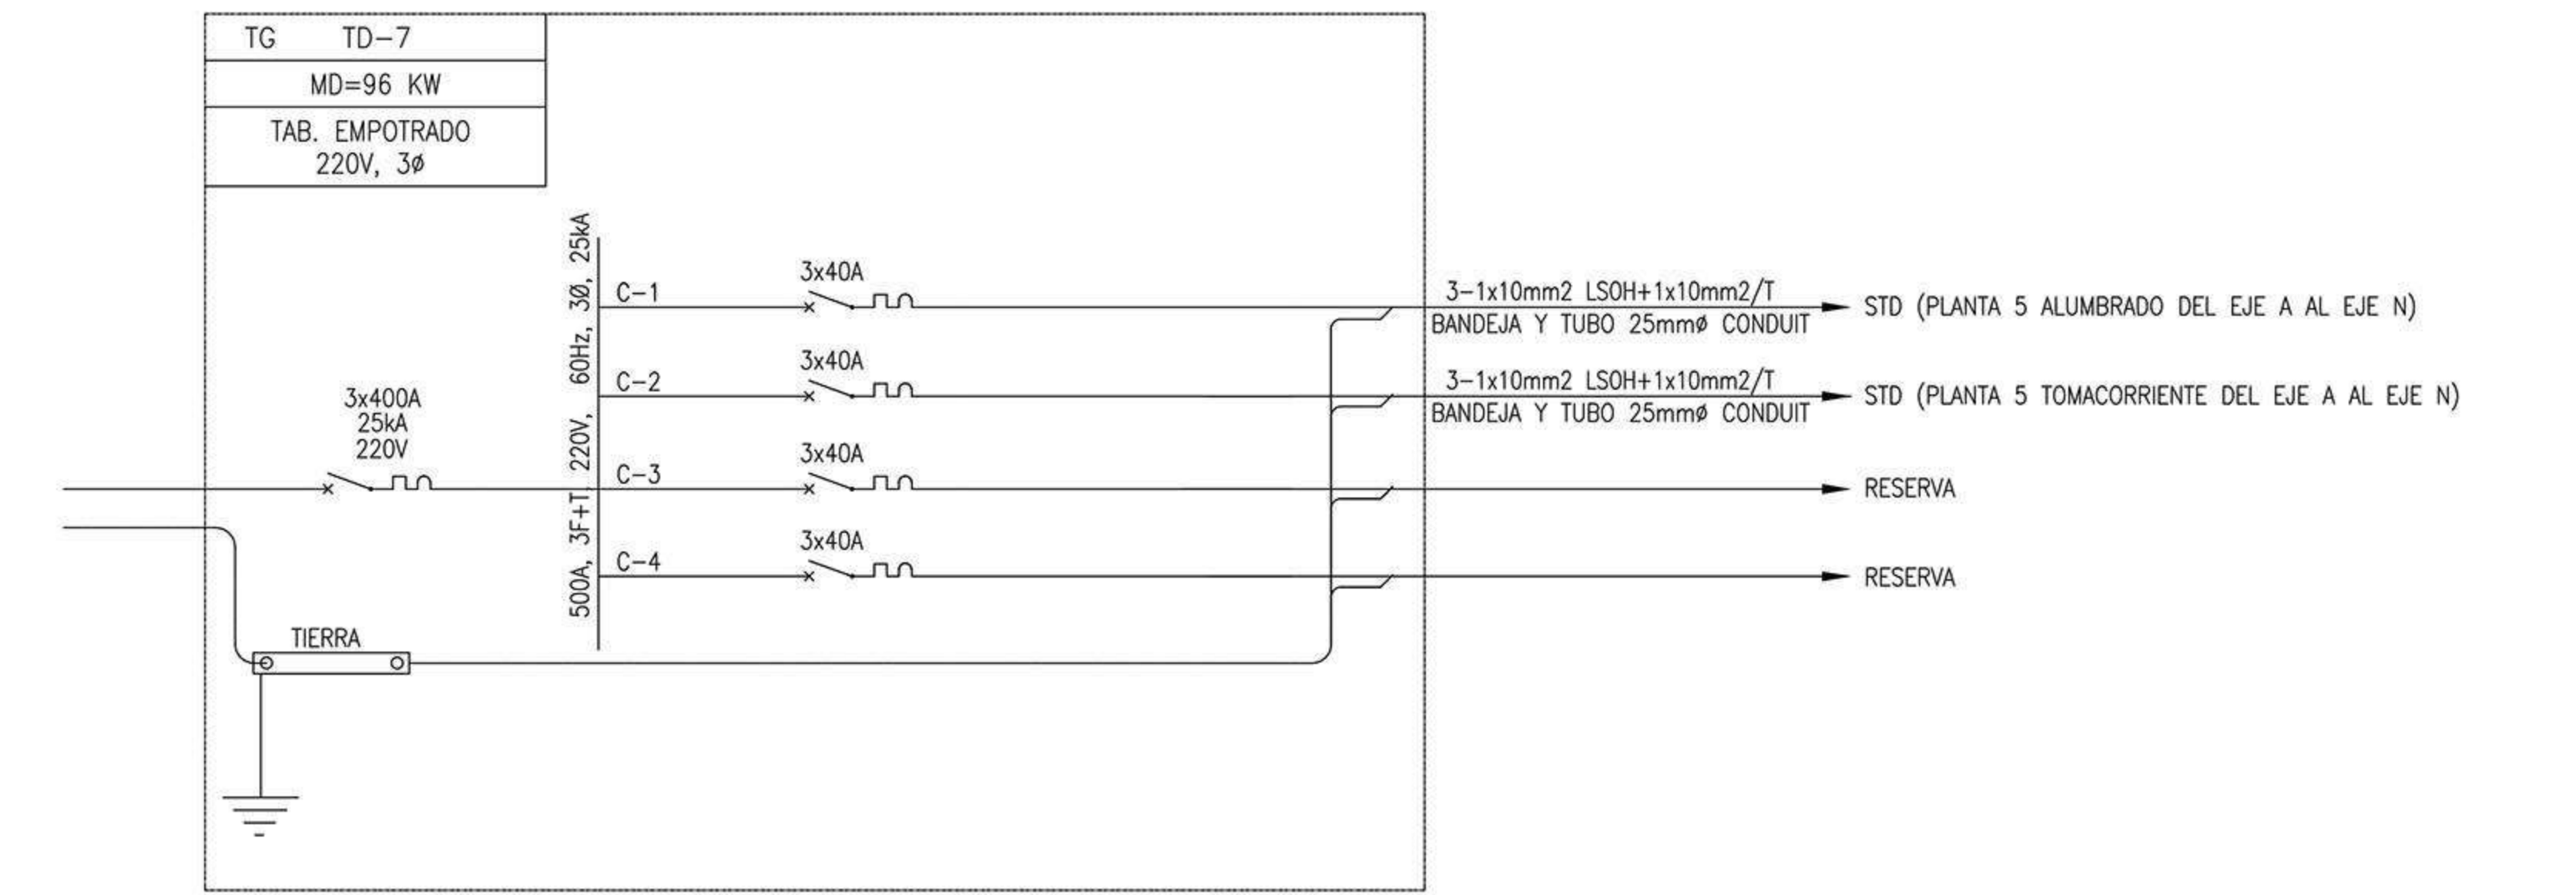 TG TD-7
MD=96 KW
TAB. EMPOTRADO
220V, 3ø
3x400A
25kA
220V
500A, 3F+T, 220V, 60Hz, 3Ø, 25kA
C-1
3x40A
3-1x10mm2 LSOH+1x10mm2/T
BANDEJA Y TUBO 25mmø CONDUIT
STD (PLANTA 5 ALUMBRADO DEL EJE A AL EJE N)
C-2
3x40A
3-1x10mm2 LSOH+1x10mm2/T
BANDEJA Y TUBO 25mmø CONDUIT
STD (PLANTA 5 TOMACORRIENTE DEL EJE A AL EJE N)
C-3
3x40A
RESERVA
C-4
3x40A
RESERVA
TIERRA